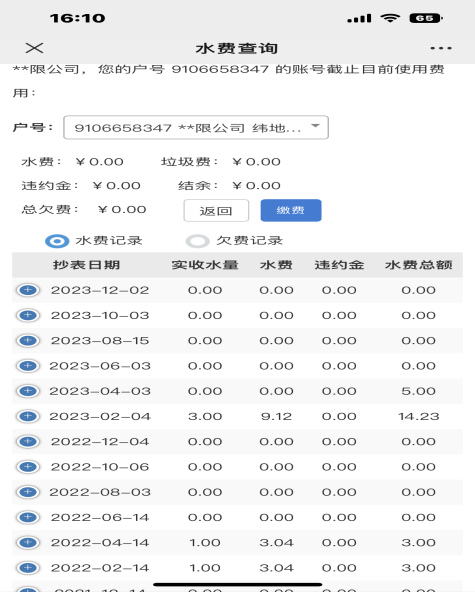 16:10
65
水费查询
**限公司，您的户号 9106658347 的账号截止目前使用费
用：
户号： 9106658347 **限公司 纬地...
水费：￥0.00 垃圾费：￥0.00
违约金：￥0.00 结余：￥0.00
总欠费：￥0.00 返回 缴费
水费记录 欠费记录
抄表日期 实收水量 水费 违约金 水费总额
2023-12-02 0.00 0.00 0.00 0.00
2023-10-03 0.00 0.00 0.00 0.00
2023-08-15 0.00 0.00 0.00 0.00
2023-06-03 0.00 0.00 0.00 0.00
2023-04-03 0.00 0.00 0.00 5.00
2023-02-04 3.00 9.12 0.00 14.23
2022-12-04 0.00 0.00 0.00 0.00
2022-10-06 0.00 0.00 0.00 0.00
2022-08-03 0.00 0.00 0.00 0.00
2022-06-14 0.00 0.00 0.00 0.00
2022-04-14 1.00 3.04 0.00 3.00
2022-02-14 1.00 3.04 0.00 3.00